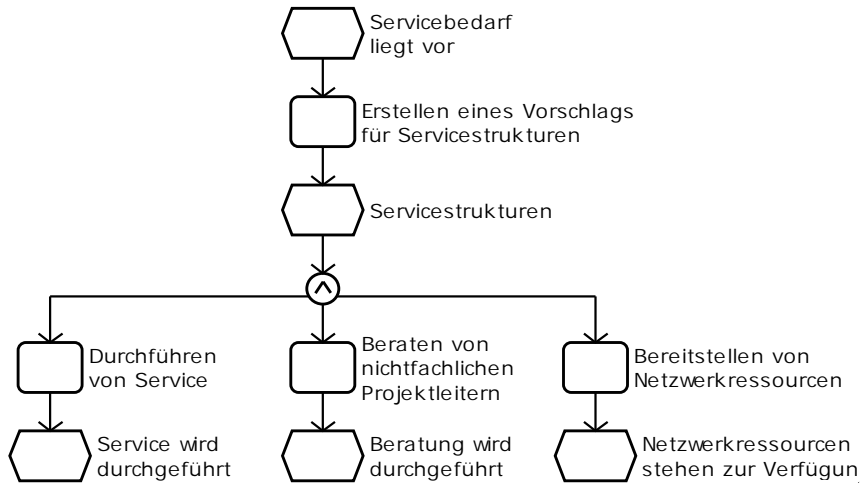 Servicebedarf
liegt vor
Erstellen eines Vorschlags
für Servicestrukturen
Servicestrukturen
Durchführen
von Service
Beraten von
nichtfachlichen
Projektleitern
Bereitstellen von
Netzwerkressourcen
Service wird
durchgeführt
Beratung wird
durchgeführt
Netzwerkressourcen
stehen zur Verfügun